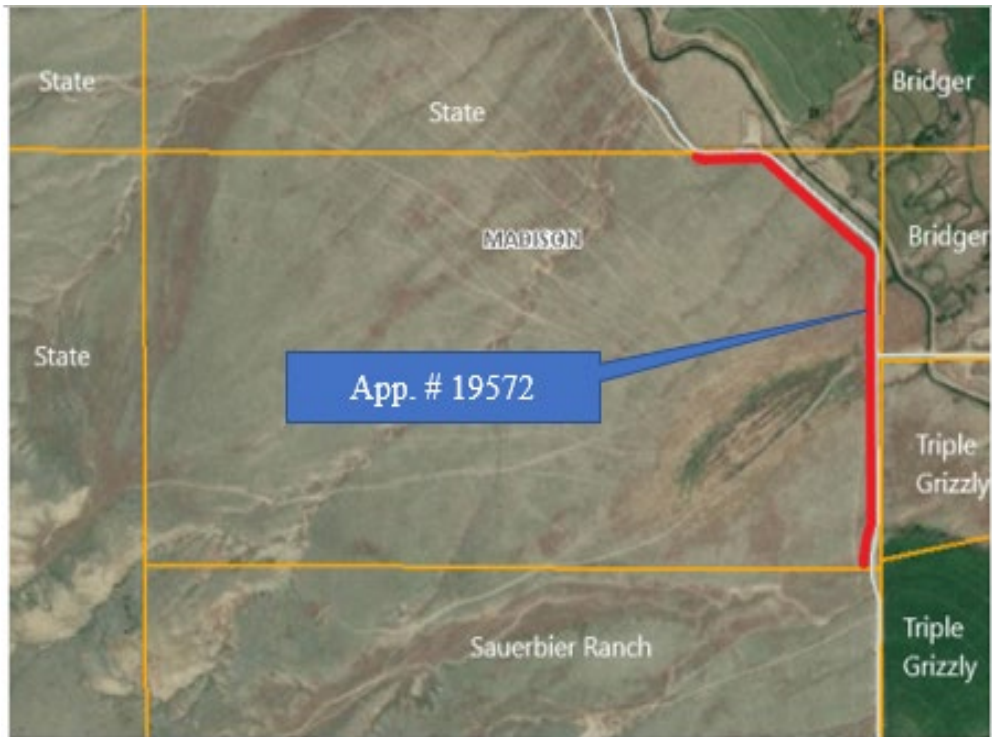 State
Bridger
State
MADISON
Bridger
State
App. # 19572
Triple
Grizzly
Sauerbier Ranch
Triple
Grizzly